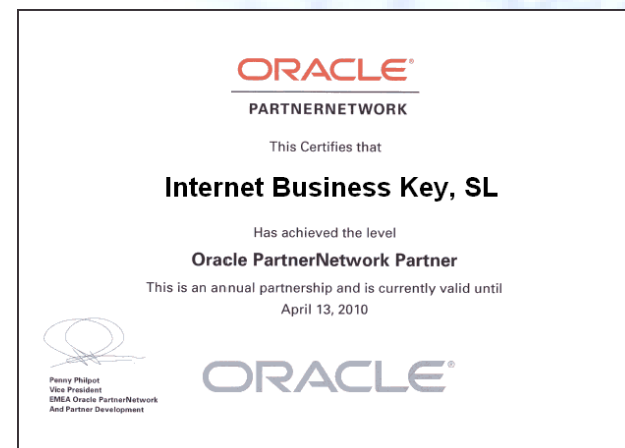 ORACLE®
PARTNERNETWORK
This Certifies that
Internet Business Key, SL
Has achieved the level
Oracle PartnerNetwork Partner
This is an annual partnership and is currently valid until
April 13, 2010
Penny Philpot
Vice President
EMEA Oracle PartnerNetwork
And Partner Development
ORACLE®